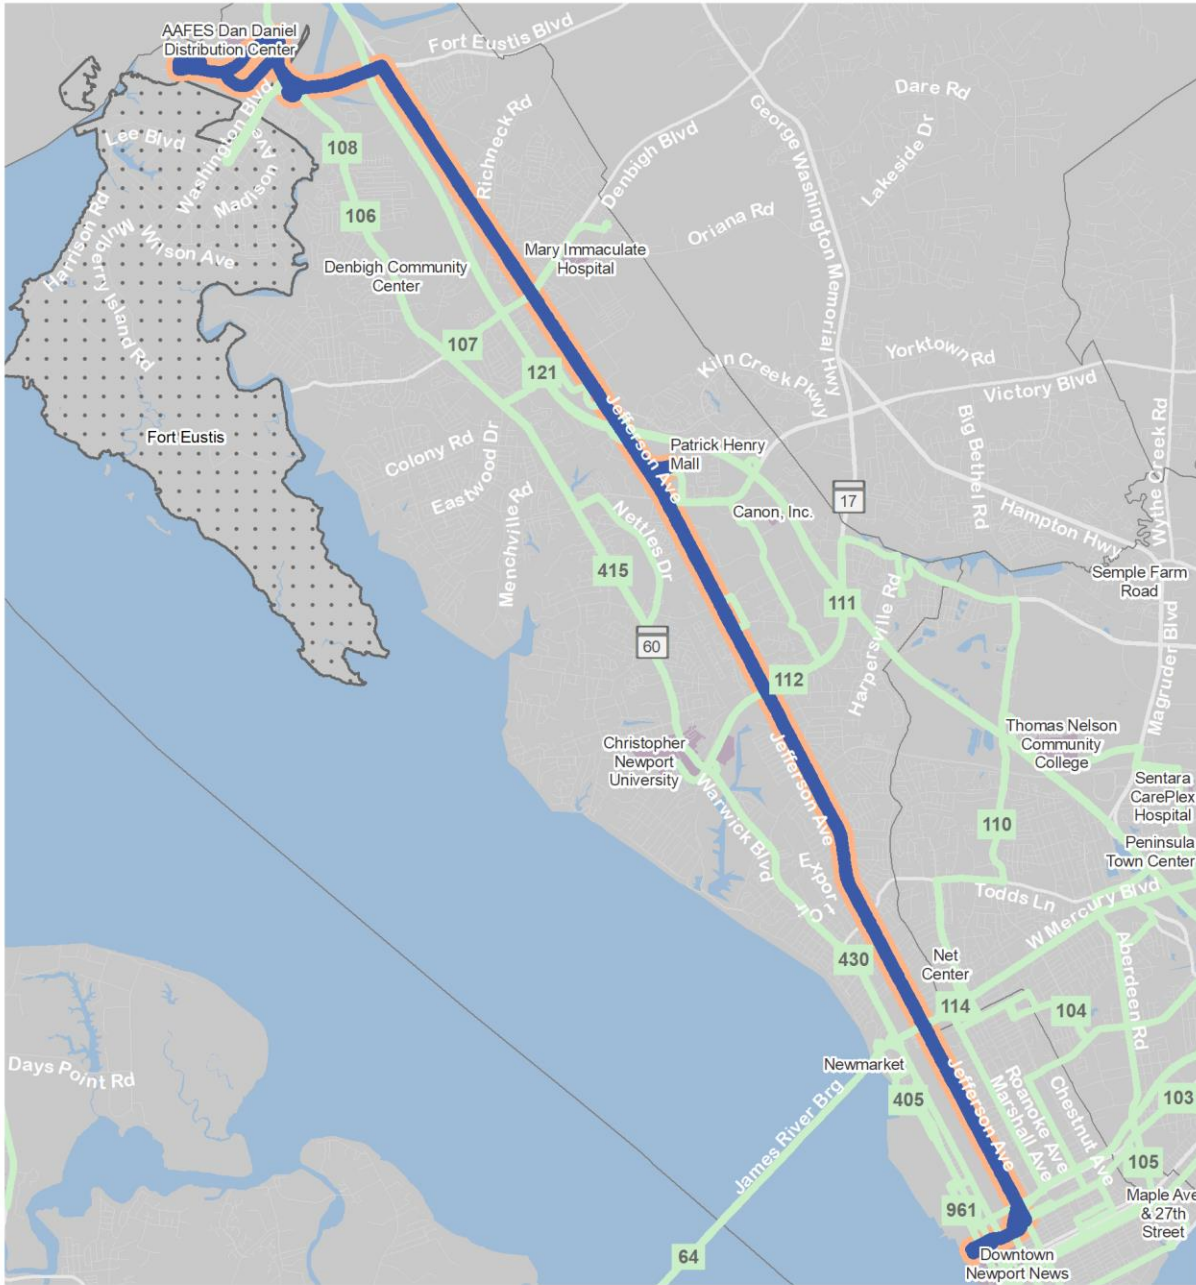 AAFES Dan Daniel
Distribution Center
Fort Eustis Blvd
Dare Rd
Lakeside Dr
George Washington Memorial Hwy
Richneck Rd
Denbigh Blvd
Lee Blvd
Washington Blvd
Madison Ave
108
106
Oriana Rd
Harrison Rd
Mulberry Island Rd
Wilson Ave
Mary Immaculate
Hospital
Denbigh Community
Center
107
121
Kiln Creek Pkwy
Yorktown Rd
Victory Blvd
Jefferson Ave
Fort Eustis
Colony Rd
Eastwood Dr
Menchville Rd
Patrick Henry
Mall
Big Bethel Rd
Wythe Creek Rd
17
Canon, Inc.
Hampton Hwy
Nettles Dr
415
Semple Farm
Road
111
Harpersville Rd
60
112
Magruder Blvd
Jefferson Ave
Christopher
Newport
University
Thomas Nelson
Community
College
Warwick Blvd
Sentara
CarePlex
Hospital
110
Peninsula
Town Center
Export Cir
Todds Ln
W Mercury Blvd
Aberdeen Rd
430
Net
Center
114
104
Days Point Rd
Newmarket
405
James River Brg
Jefferson Ave
Roanoke Ave
Marshall Ave
Chestnut Ave
103
105
961
Maple Ave
& 27th
Street
64
Downtown
Newport News